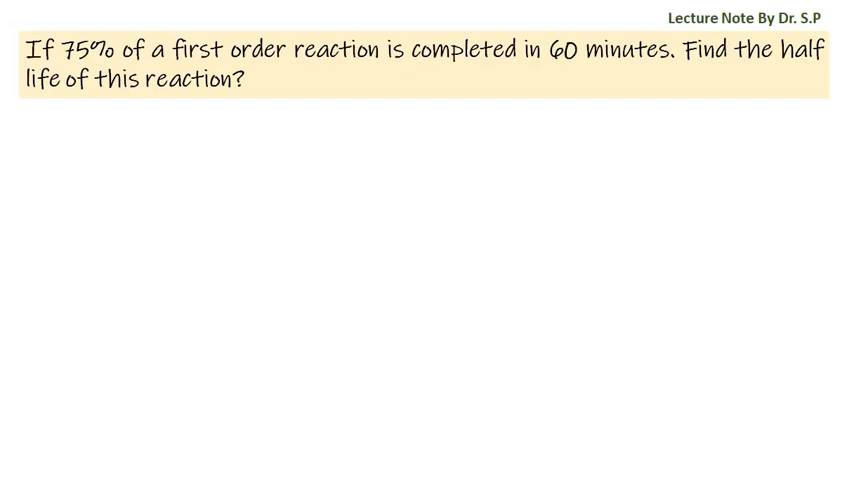 Lecture Note By Dr. S.P
If 75% of a first order reaction is completed in 60 minutes. Find the half
life of this reaction?